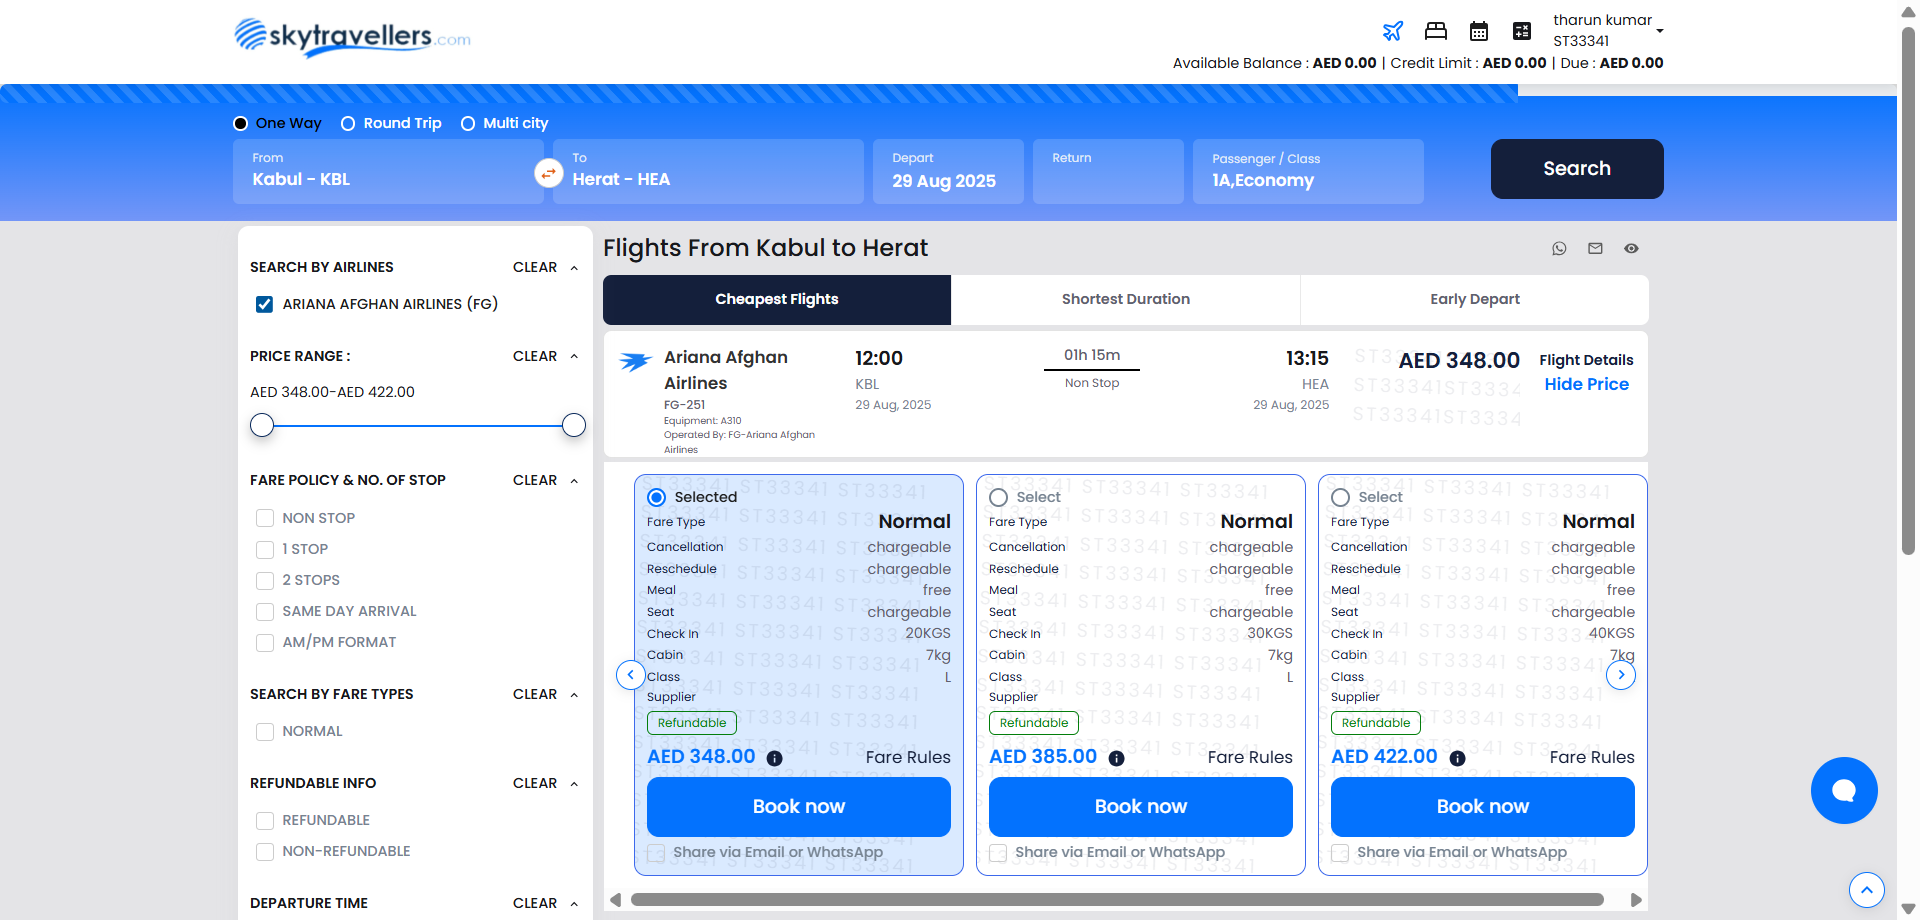 skytravellers.com
tharun kumar
ST33341
Available Balance : AED 0.00 | Credit Limit : AED 0.00 | Due : AED 0.00
One Way
Round Trip
Multi city
From
Kabul - KBL
To
Herat - HEA
Depart
29 Aug 2025
Return
Passenger / Class
1A,Economy
Search
SEARCH BY AIRLINES
CLEAR
ARIANA AFGHAN AIRLINES (FG)
PRICE RANGE :
CLEAR
AED 348.00-AED 422.00
FARE POLICY & NO. OF STOP
CLEAR
NON STOP
1 STOP
2 STOPS
SAME DAY ARRIVAL
AM/PM FORMAT
SEARCH BY FARE TYPES
CLEAR
NORMAL
REFUNDABLE INFO
CLEAR
REFUNDABLE
NON-REFUNDABLE
DEPARTURE TIME
CLEAR
Flights From Kabul to Herat
Cheapest Flights
Shortest Duration
Early Depart
Ariana Afghan
Airlines
FG-251
Equipment: A310
Operated By: FG-Ariana Afghan
Airlines
12:00
KBL
29 Aug, 2025
01h 15m
Non Stop
13:15
HEA
29 Aug, 2025
AED 348.00
Flight Details
Hide Price
Selected
Fare Type Normal
Cancellation chargeable
Reschedule chargeable
Meal free
Seat chargeable
Check In 20KGS
Cabin 7kg
Class L
Supplier
Refundable
AED 348.00 Fare Rules
Book now
Share via Email or WhatsApp
Select
Fare Type Normal
Cancellation chargeable
Reschedule chargeable
Meal free
Seat chargeable
Check In 30KGS
Cabin 7kg
Class L
Supplier
Refundable
AED 385.00 Fare Rules
Book now
Share via Email or WhatsApp
Select
Fare Type Normal
Cancellation chargeable
Reschedule chargeable
Meal free
Seat chargeable
Check In 40KGS
Cabin 7kg
Class
Supplier
Refundable
AED 422.00 Fare Rules
Book now
Share via Email or WhatsApp